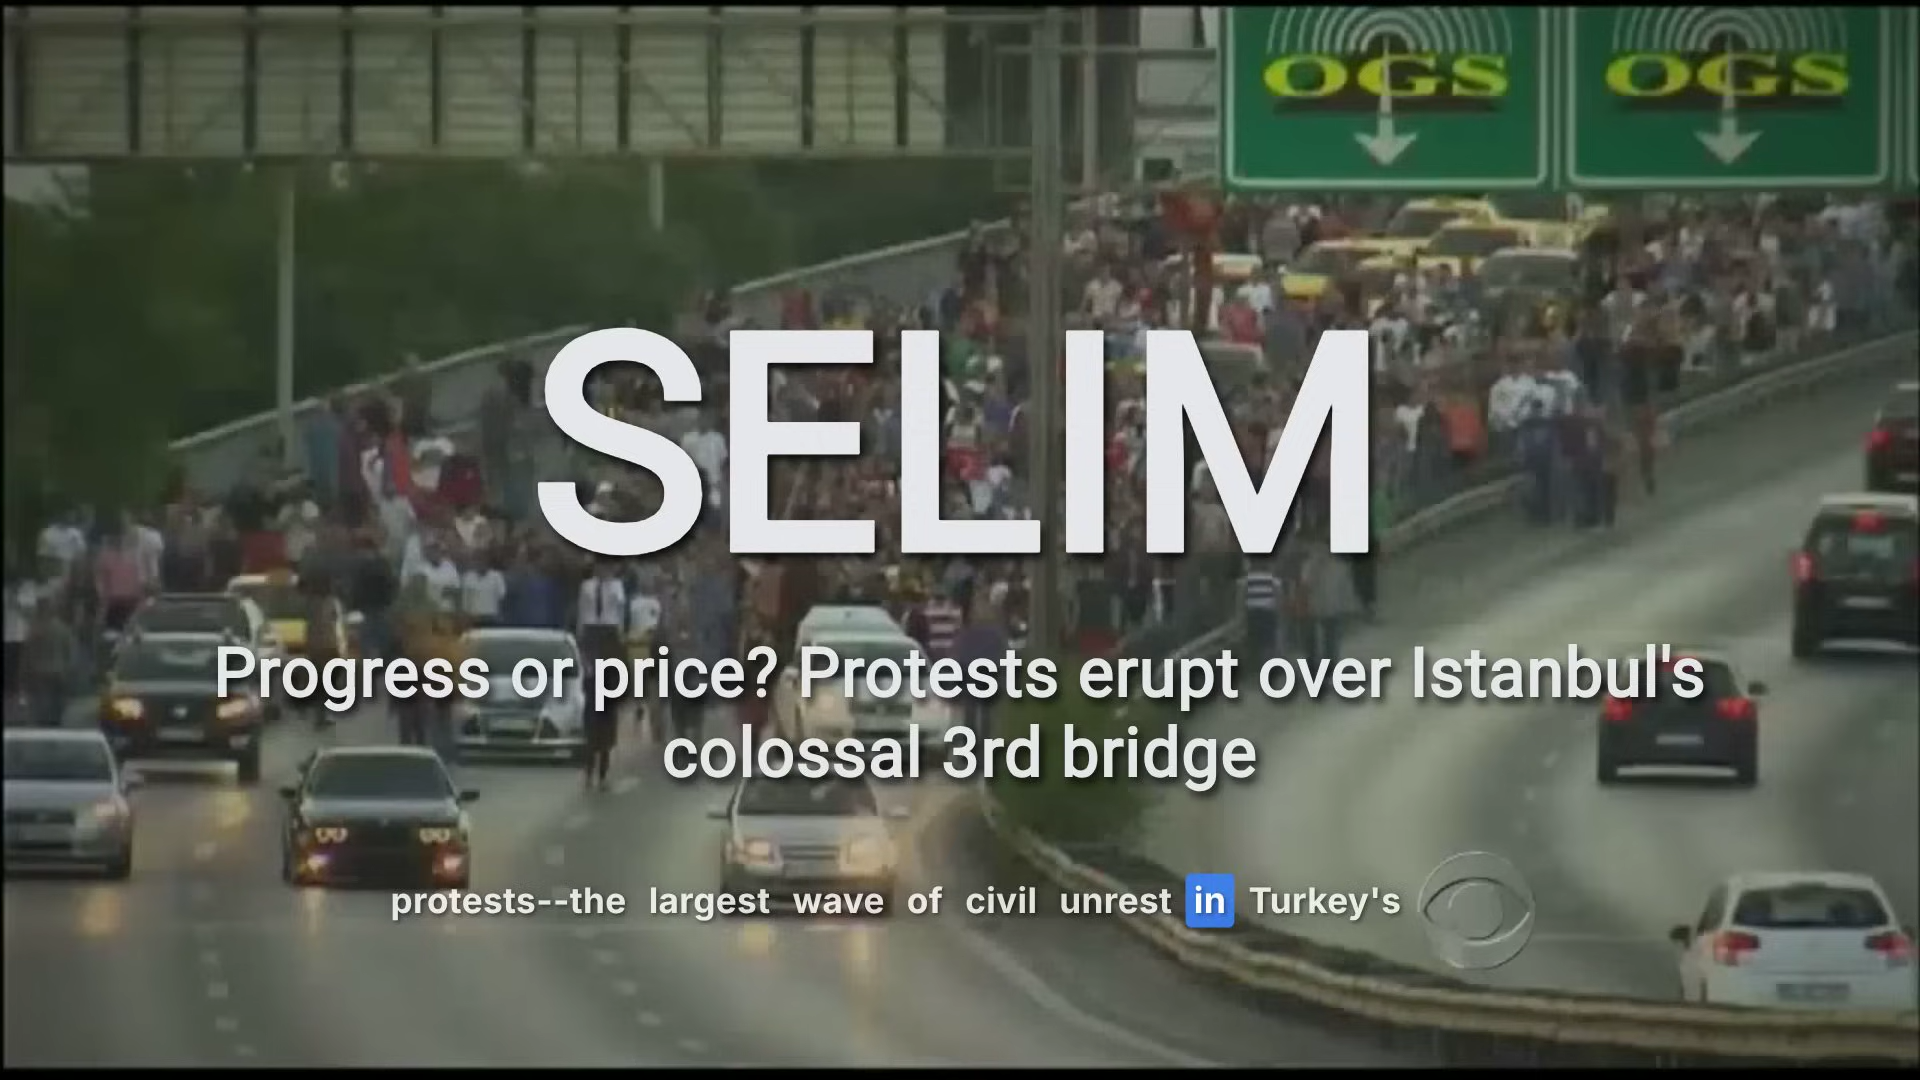 OGS OGS
SELIM
Progress or price? Protests erupt over Istanbul's
colossal 3rd bridge
protests--the largest wave of civil unrest in Turkey's